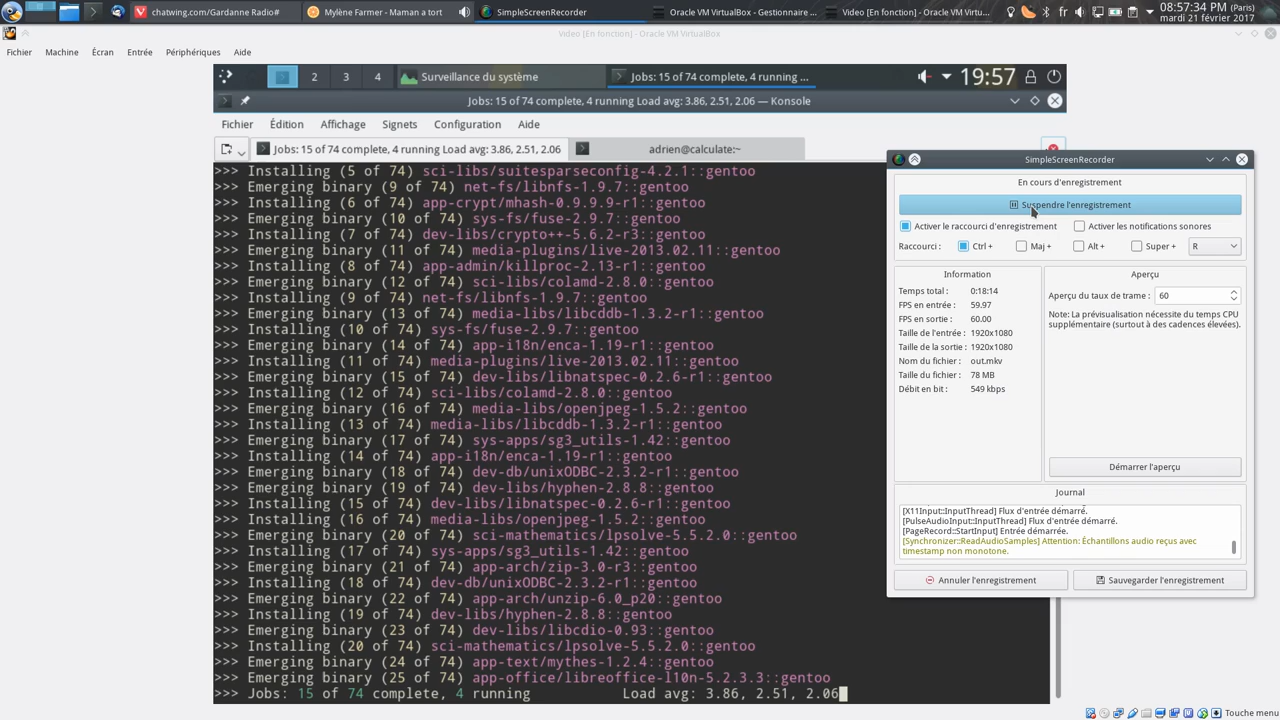 chatwing.com/Gardanne Radio#
Mylène Farmer - Maman a tort
SimpleScreenRecorder
Oracle VM VirtualBox - Gestionnaire ...
Video [En fonction] - Oracle VM Virtu...
fr
08:57:34 PM (Paris)
mardi 21 février 2017
Video [En fonction] - Oracle VM VirtualBox
Fichier Machine Écran Entrée Périphériques Aide
2 3 4 Surveillance du système Jobs: 15 of 74 complete, 4 running ... 19:57
Jobs: 15 of 74 complete, 4 running Load avg: 3.86, 2.51, 2.06 — Konsole
Fichier Édition Affichage Signets Configuration Aide
Jobs: 15 of 74 complete, 4 running Load avg: 3.86, 2.51, 2.06
adrien@calculate:~
>>> Installing (5 of 74) sci-libs/suitesparseconfig-4.2.1::gentoo
>>> Emerging binary (9 of 74) net-fs/libnfs-1.9.7::gentoo
>>> Installing (6 of 74) app-crypt/mhash-0.9.9.9-r1::gentoo
>>> Emerging binary (10 of 74) sys-fs/fuse-2.9.7::gentoo
>>> Installing (7 of 74) dev-libs/crypto++-5.6.2-r3::gentoo
>>> Emerging binary (11 of 74) media-plugins/live-2013.02.11::gentoo
>>> Installing (8 of 74) app-admin/killproc-2.13-r1::gentoo
>>> Emerging binary (12 of 74) sci-libs/colamd-2.8.0::gentoo
>>> Installing (9 of 74) net-fs/libnfs-1.9.7::gentoo
>>> Emerging binary (13 of 74) media-libs/libcddb-1.3.2-r1::gentoo
>>> Installing (10 of 74) sys-fs/fuse-2.9.7::gentoo
>>> Emerging binary (14 of 74) app-i18n/enca-1.19-r1::gentoo
>>> Installing (11 of 74) media-plugins/live-2013.02.11::gentoo
>>> Emerging binary (15 of 74) dev-libs/libnatspec-0.2.6-r1::gentoo
>>> Installing (12 of 74) sci-libs/colamd-2.8.0::gentoo
>>> Emerging binary (16 of 74) media-libs/openjpeg-1.5.2::gentoo
>>> Installing (13 of 74) media-libs/libcddb-1.3.2-r1::gentoo
>>> Emerging binary (17 of 74) sys-apps/sg3_utils-1.42::gentoo
>>> Installing (14 of 74) app-i18n/enca-1.19-r1::gentoo
>>> Emerging binary (18 of 74) dev-db/unixODBC-2.3.2-r1::gentoo
>>> Emerging binary (19 of 74) dev-libs/hyphen-2.8.8::gentoo
>>> Installing (15 of 74) dev-libs/libnatspec-0.2.6-r1::gentoo
>>> Installing (16 of 74) media-libs/openjpeg-1.5.2::gentoo
>>> Emerging binary (20 of 74) sci-mathematics/lpsolve-5.5.2.0::gentoo
>>> Installing (17 of 74) sys-apps/sg3_utils-1.42::gentoo
>>> Emerging binary (21 of 74) app-arch/zip-3.0-r3::gentoo
>>> Installing (18 of 74) dev-db/unixODBC-2.3.2-r1::gentoo
>>> Emerging binary (22 of 74) app-arch/unzip-6.0_p20::gentoo
>>> Installing (19 of 74) dev-libs/hyphen-2.8.8::gentoo
>>> Emerging binary (23 of 74) dev-libs/libcdio-0.93::gentoo
>>> Installing (20 of 74) sci-mathematics/lpsolve-5.5.2.0::gentoo
>>> Emerging binary (24 of 74) app-text/mythes-1.2.4::gentoo
>>> Emerging binary (25 of 74) app-office/libreoffice-l10n-5.2.3.3::gentoo
>>> Jobs: 15 of 74 complete, 4 running Load avg: 3.86, 2.51, 2.06
SimpleScreenRecorder
En cours d'enregistrement
Suspendre l'enregistrement
Activer le raccourci d'enregistrement Activer les notifications sonores
Raccourci : Ctrl + Maj + Alt + Super + R
Information
Temps total : 0:18:14
FPS en entrée : 59.97
FPS en sortie : 60.00
Taille de l'entrée : 1920x1080
Taille de la sortie : 1920x1080
Nom du fichier : out.mkv
Taille du fichier : 78 MB
Débit en bit : 549 kbps
Aperçu
Aperçu du taux de trame : 60
Note: La prévisualisation nécessite du temps CPU
supplémentaire (surtout à des cadences élevées).
Démarrer l'aperçu
Journal
[X11Input::InputThread] Flux d'entrée démarré.
[PulseAudioInput::InputThread] Flux d'entrée démarré.
[PageRecord::StartInput] Entrée démarrée.
[Synchronizer::ReadAudioSamples] Attention: Échantillons audio reçus avec
timestamp non monotone.
Annuler l'enregistrement Sauvegarder l'enregistrement
Touche menu